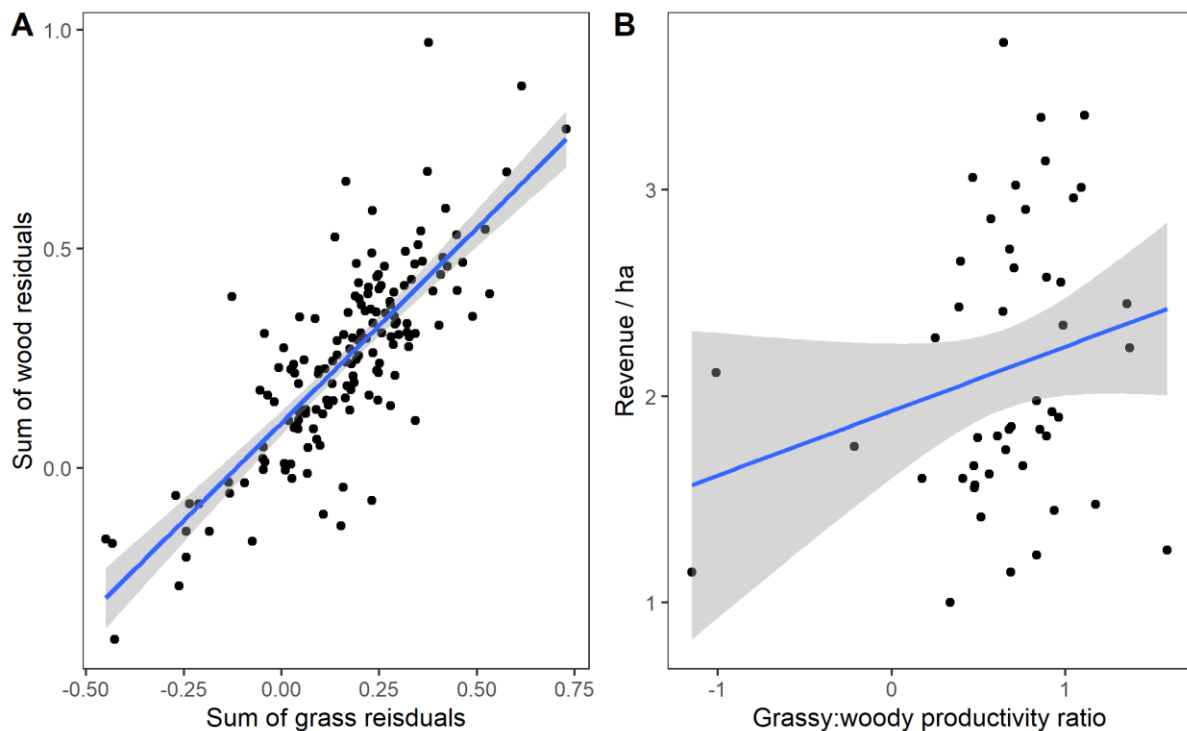 A
B
1.0
0.5
0.0
Sum of wood residuals
-0.50
-0.25
0.00
0.25
0.50
0.75
Sum of grass reisduals
3
2
1
Revenue / ha
-1
0
1
Grassy:woody productivity ratio